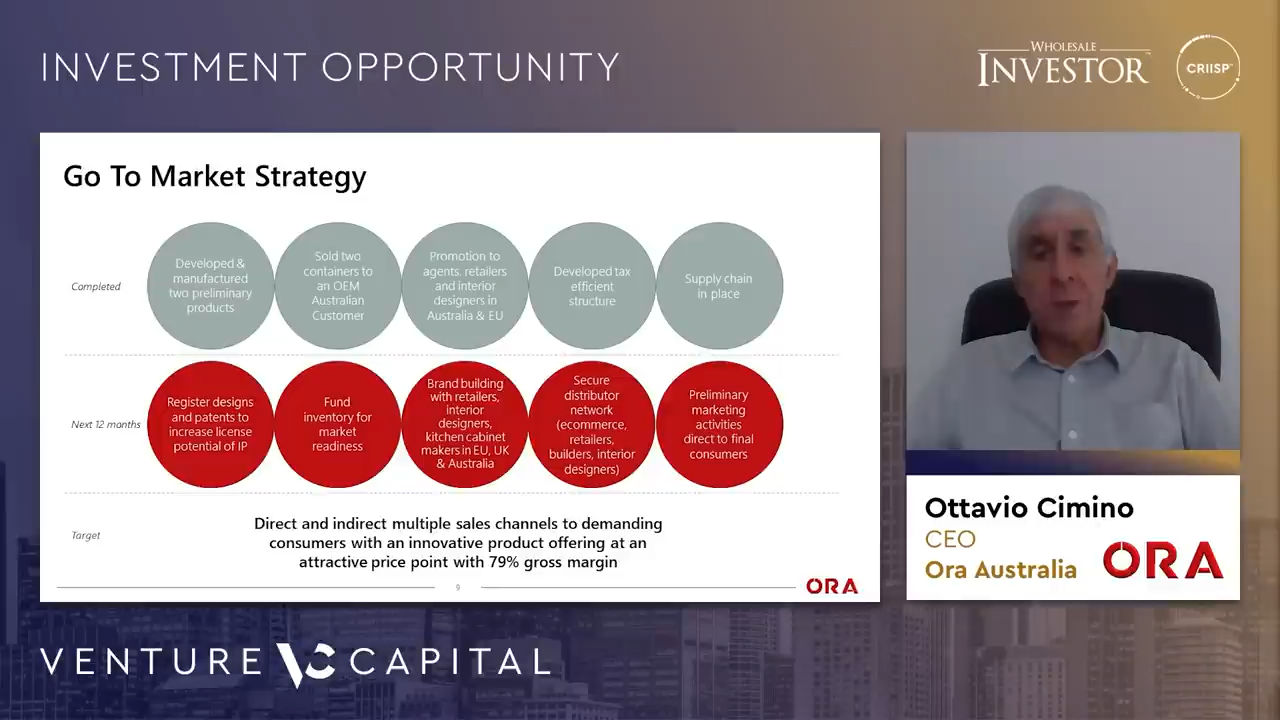 INVESTMENT OPPORTUNITY
WHOLESALE
INVESTOR
CRIISP
Go To Market Strategy
Completed
Developed &
manufactured
two preliminary
products
Sold two
containers to
an OEM
Australian
Customer
Promotion to
agents, retailers
and interior
designers in
Australia & EU
Developed tax
efficient
structure
Supply chain
in place
Next 12 months
Register designs
and patents to
increase license
potential of IP
Fund
inventory for
market
readiness
Brand building
with retailers,
interior
designers,
kitchen cabinet
makers in EU, UK
& Australia
Secure
distributor
network
(ecommerce,
retailers,
builders, interior
designers)
Preliminary
marketing
activities
direct to final
consumers
Target
Direct and indirect multiple sales channels to demanding
consumers with an innovative product offering at an
attractive price point with 79% gross margin
9
ORA
Ottavio Cimino
CEO
Ora Australia
ORA
VENTURE VC CAPITAL